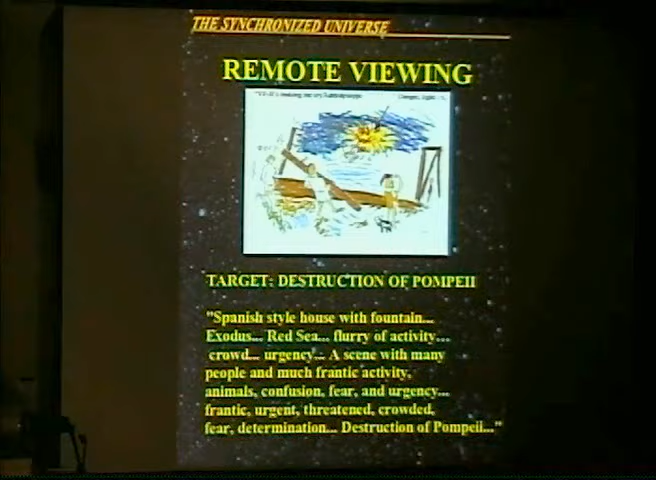 THE SYNCHRONIZED UNIVERSE
REMOTE VIEWING
TARGET: DESTRUCTION OF POMPEII
"Spanish style house with fountain...
Exodus... Red Sea... flurry of activity...
crowd... urgency... A scene with many
people and much frantic activity,
animals, confusion, fear, and urgency...
frantic, urgent, threatened, crowded,
fear, determination... Destruction of Pompeii..."